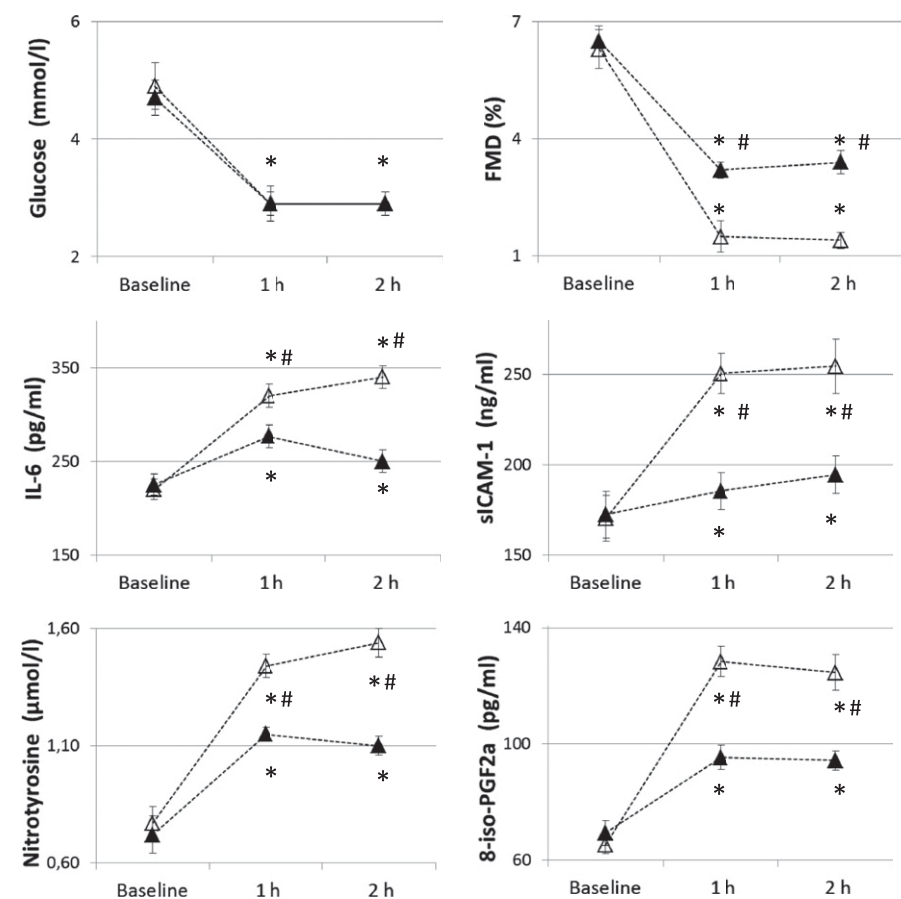 6
4
2
Glucose (mmol/l)
* *
Baseline 1 h 2 h
7
4
1
FMD (%)
* # * #
* *
Baseline 1 h 2 h
350
250
150
IL-6 (pg/ml)
*# *#
* *
Baseline 1 h 2 h
250
200
150
sICAM-1 (ng/ml)
* # *#
* *
Baseline 1 h 2 h
1,60
1,10
0,60
Nitrotyrosine (µmol/l)
*# *#
* *
Baseline 1 h 2 h
140
100
60
8-iso-PGF2a (pg/ml)
*# *#
* *
Baseline 1 h 2 h